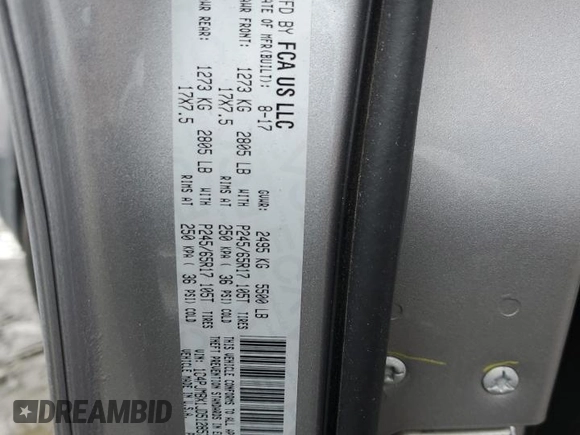 MFD BY FCA US LLC
DATE OF MFR(BUILT): 8-17
GVWR: 2495 KG 5500 LB
GAWR FRONT: 1273 KG 2805 LB WITH P245/65R17 105T TIRES
17X7.5 RIMS AT 250 KPA ( 36 PSI) COLD
GAWR REAR: 1273 KG 2805 LB WITH P245/65R17 105T TIRES
17X7.5 RIMS AT 250 KPA ( 36 PSI) COLD
THIS VEHICLE CONFORMS TO ALL
THEFT PREVENTION STANDARDS IN
VIN:
MADE IN U.S.A.
DREAMBID